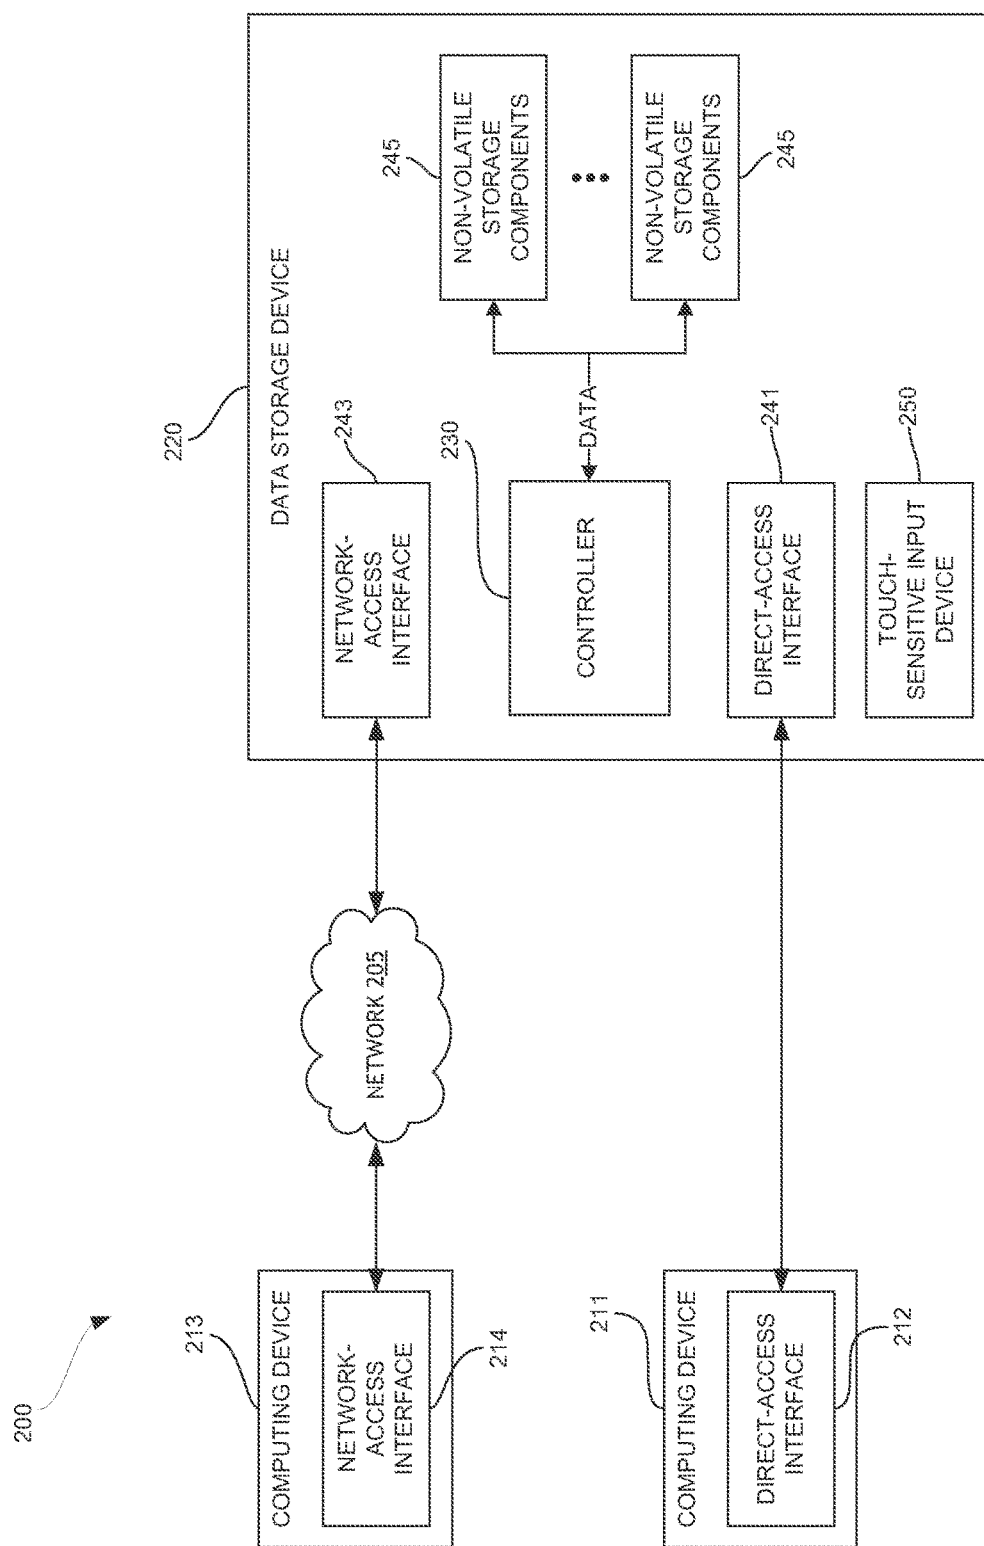 200
213
COMPUTING DEVICE
NETWORK-
ACCESS
INTERFACE
214
NETWORK 205
220
DATA STORAGE DEVICE
NETWORK-
ACCESS
INTERFACE
243
230
CONTROLLER
DATA
245
NON-VOLATILE
STORAGE
COMPONENTS
NON-VOLATILE
STORAGE
COMPONENTS
245
211
COMPUTING DEVICE
DIRECT-ACCESS
INTERFACE
212
DIRECT-ACCESS
INTERFACE
241
TOUCH-
SENSITIVE INPUT
DEVICE
250